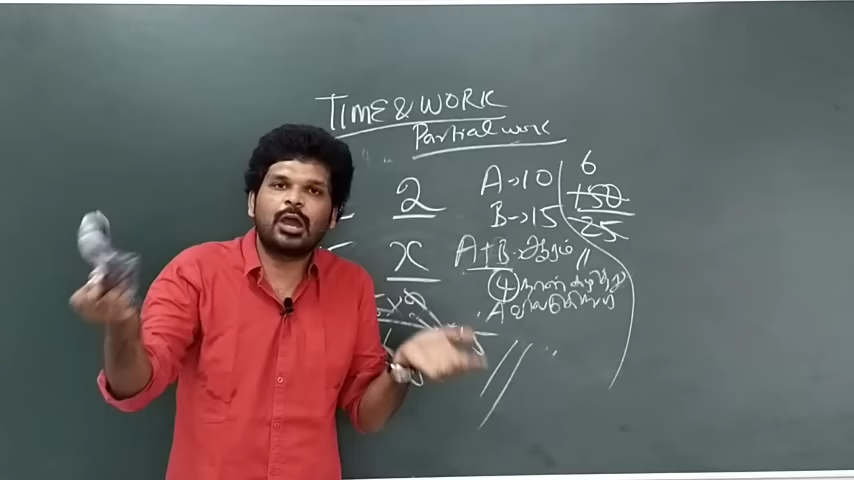 TIME & WORK
Partial work
2
A→10
6
150
B→15
25
x
A+B→ஆரம்
4 நாள் கழித்து
A விலகினார்